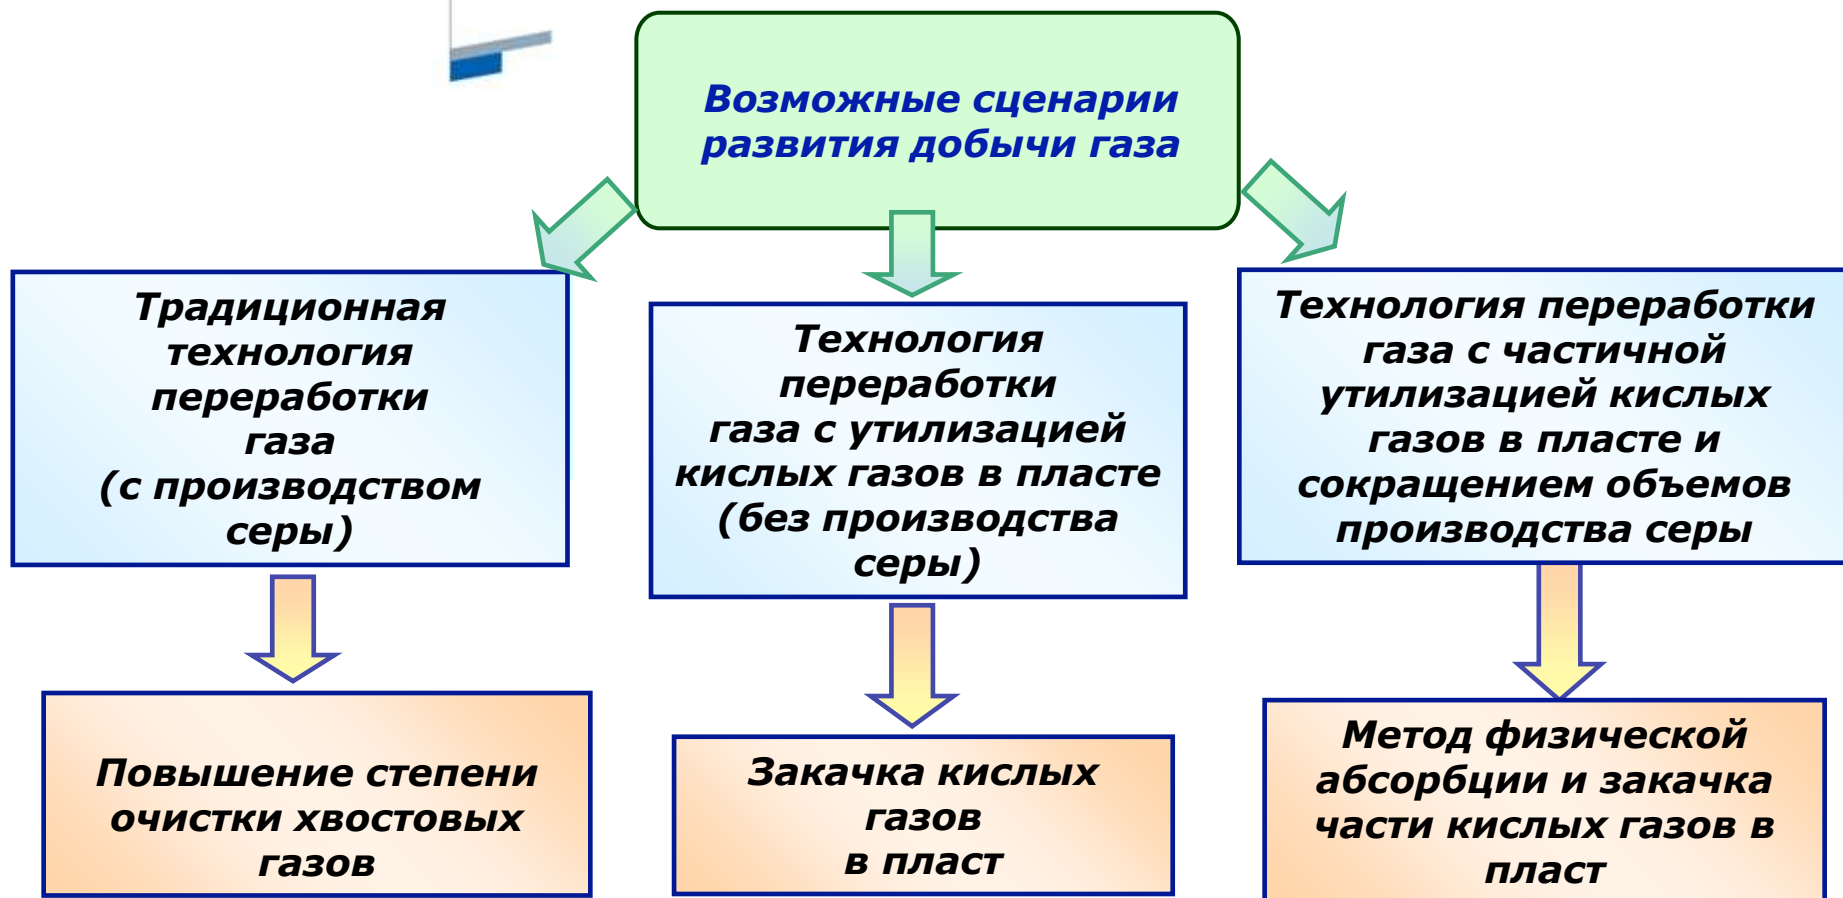 Возможные сценарии
развития добычи газа
Традиционная
технология
переработки
газа
(с производством
серы)
Технология
переработки
газа с утилизацией
кислых газов в пласте
(без производства
серы)
Технология переработки
газа с частичной
утилизацией кислых
газов в пласте и
сокращением объемов
производства серы
Повышение степени
очистки хвостовых
газов
Закачка кислых
газов
в пласт
Метод физической
абсорбции и закачка
части кислых газов в
пласт